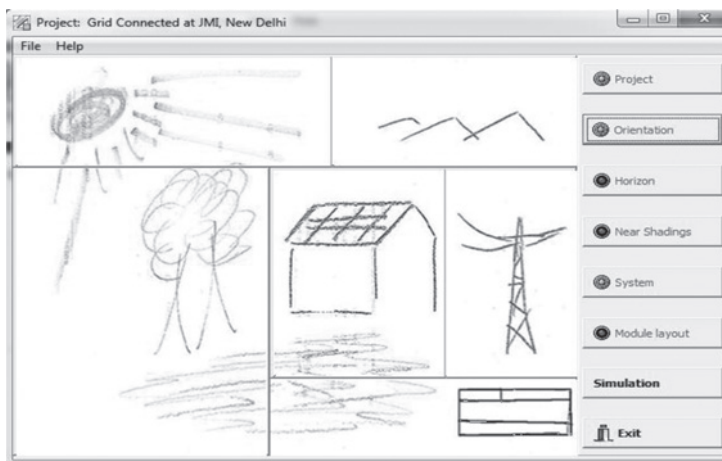 Project: Grid Connected at JMI, New Delhi
File Help
Project
Orientation
Horizon
Near Shadings
System
Module layout
Simulation
Exit